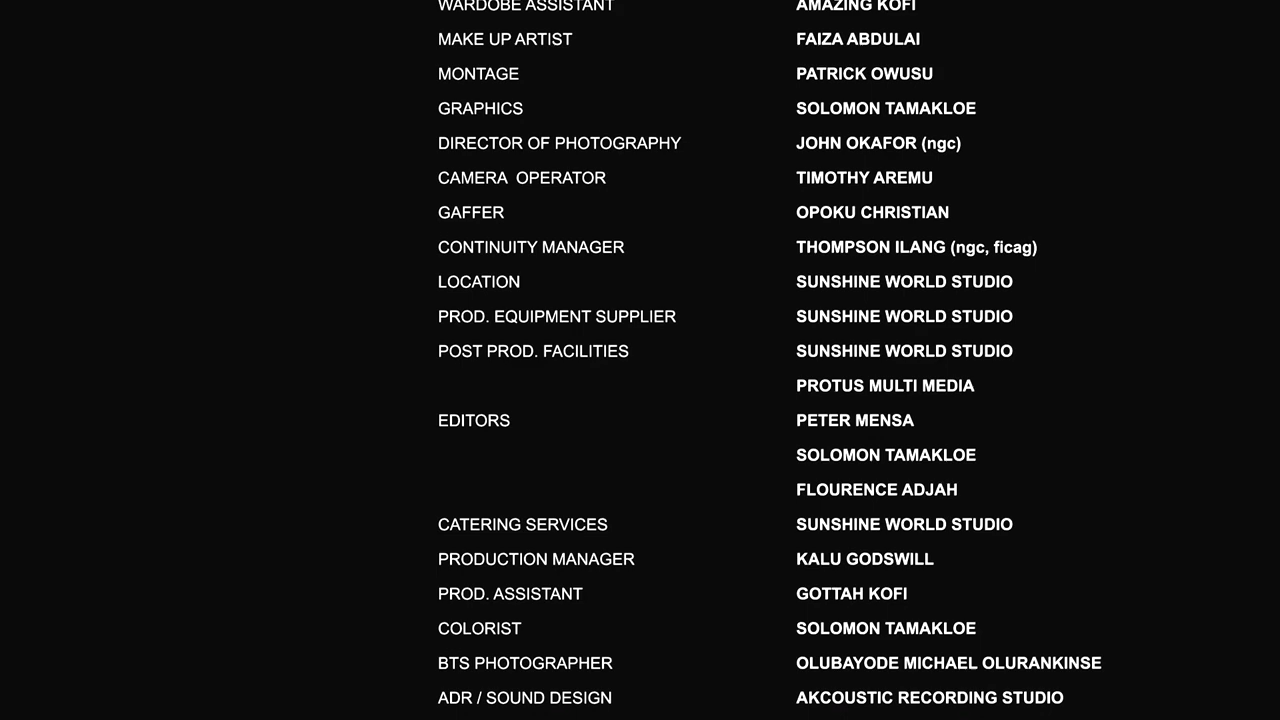 WARDOBE ASSISTANT AMAZING KOFI
MAKE UP ARTIST FAIZA ABDULAI
MONTAGE PATRICK OWUSU
GRAPHICS SOLOMON TAMAKLOE
DIRECTOR OF PHOTOGRAPHY JOHN OKAFOR (ngc)
CAMERA OPERATOR TIMOTHY AREMU
GAFFER OPOKU CHRISTIAN
CONTINUITY MANAGER THOMPSON ILANG (ngc, ficag)
LOCATION SUNSHINE WORLD STUDIO
PROD. EQUIPMENT SUPPLIER SUNSHINE WORLD STUDIO
POST PROD. FACILITIES SUNSHINE WORLD STUDIO
PROTUS MULTI MEDIA
EDITORS PETER MENSA
SOLOMON TAMAKLOE
FLOURENCE ADJAH
CATERING SERVICES SUNSHINE WORLD STUDIO
PRODUCTION MANAGER KALU GODSWILL
PROD. ASSISTANT GOTTAH KOFI
COLORIST SOLOMON TAMAKLOE
BTS PHOTOGRAPHER OLUBAYODE MICHAEL OLURANKINSE
ADR / SOUND DESIGN AKCOUSTIC RECORDING STUDIO